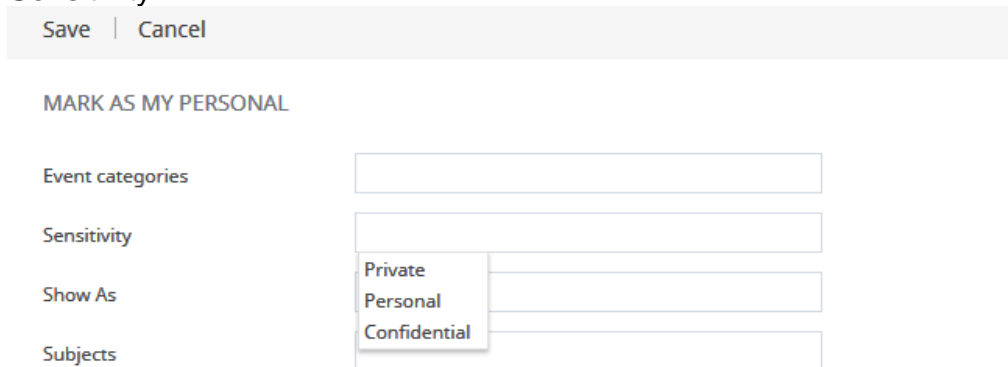 Save | Cancel
MARK AS MY PERSONAL
Event categories
Sensitivity
Private
Show As
Personal
Confidential
Subjects